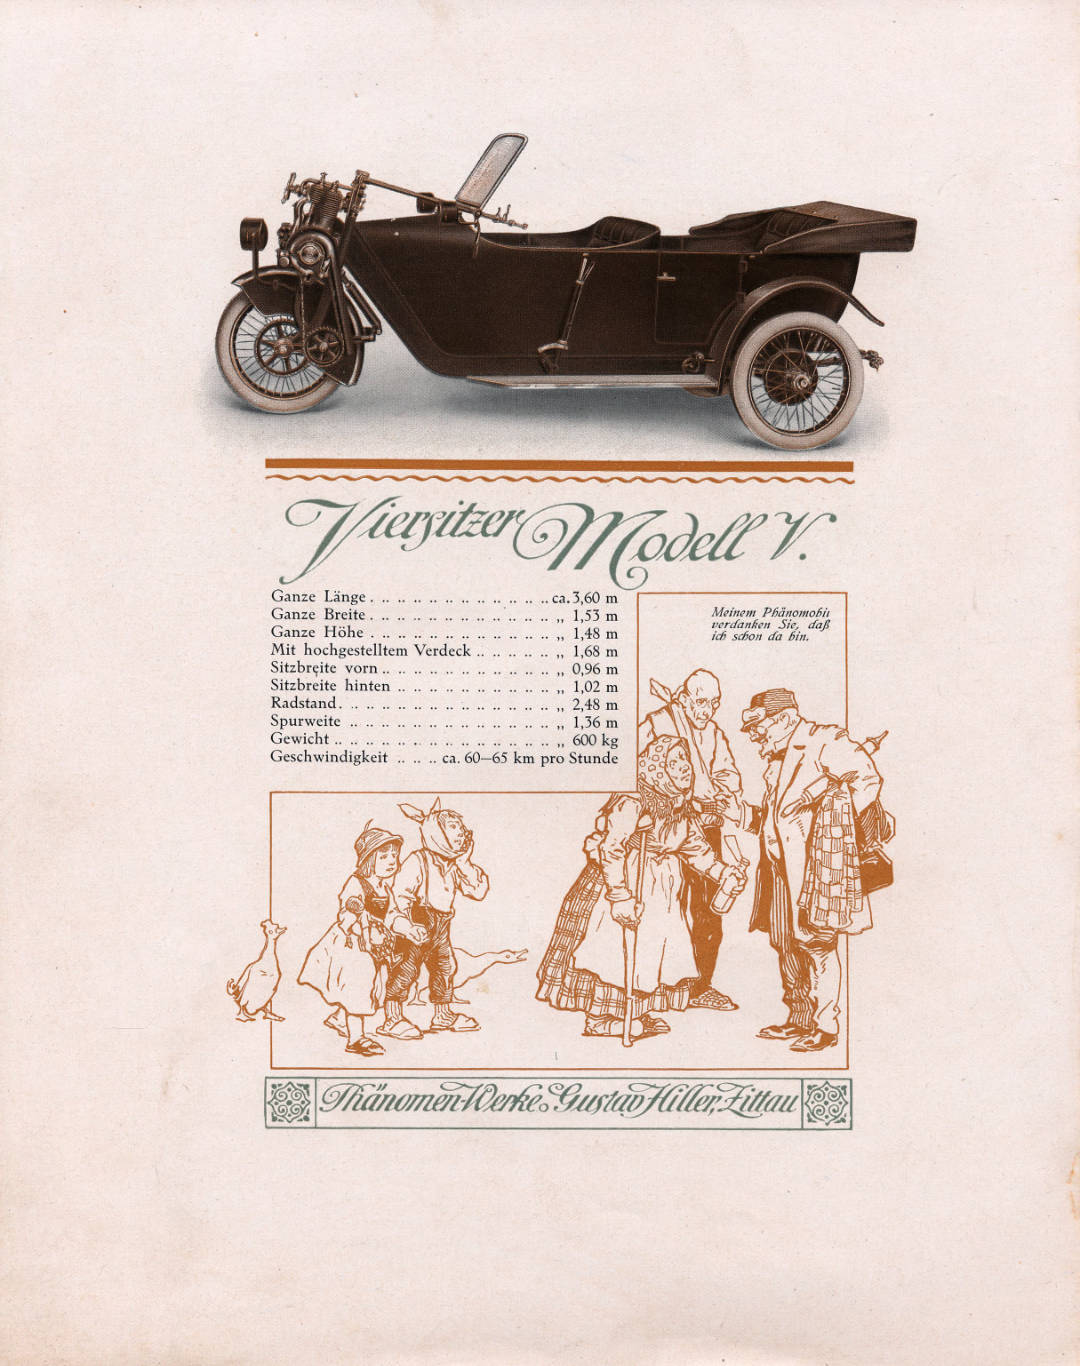 Viersitzer Modell V.
Ganze Länge . .. .. .. .. .. .. .. .. .. .. .. .. ca. 3,60 m
Ganze Breite . .. .. .. .. .. .. .. .. .. .. .. .. „ 1,53 m
Ganze Höhe . .. .. .. .. .. .. .. .. .. .. .. .. „ 1,48 m
Mit hochgestelltem Verdeck .. .. .. .. .. „ 1,68 m
Sitzbreite vorn .. .. .. .. .. .. .. .. .. .. .. „ 0,96 m
Sitzbreite hinten .. .. .. .. .. .. .. .. .. .. „ 1,02 m
Radstand . .. .. .. .. .. .. .. .. .. .. .. .. .. „ 2,48 m
Spurweite .. .. .. .. .. .. .. .. .. .. .. .. .. „ 1,36 m
Gewicht .. .. .. .. .. .. .. .. .. .. .. .. .. .. „ 600 kg
Geschwindigkeit .. .. .. ca. 60—65 km pro Stunde
Meinem Phänomobil
verdanken Sie, daß
ich schon da bin.
Phänomen-Werke Gustav Hiller, Zittau